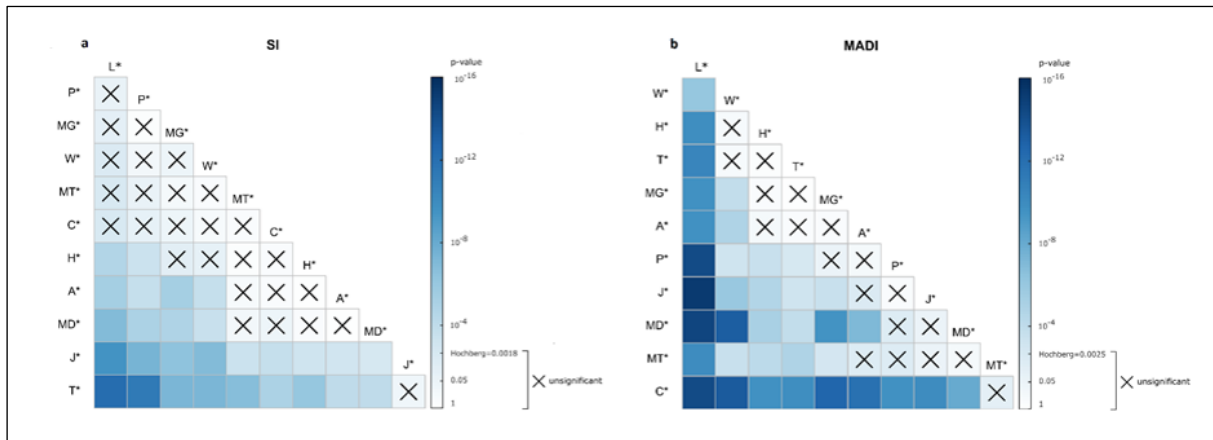 a
SI
p-value
L*
10-16
P*
P*
MG*
MG*
W*
W*
10-12
MT*
MT*
C*
C*
10-8
H*
H*
A*
A*
MD*
MD*
10-4
J*
J*
Hochberg=0.0018
0.05
unsignificant
T*
1
b
MADI
p-value
L*
10-16
W*
W*
H*
H*
T*
T*
10-12
MG*
MG*
A*
A*
10-8
P*
P*
J*
J*
MD*
MD*
10-4
MT*
MT*
Hochberg=0.0025
0.05
unsignificant
C*
1